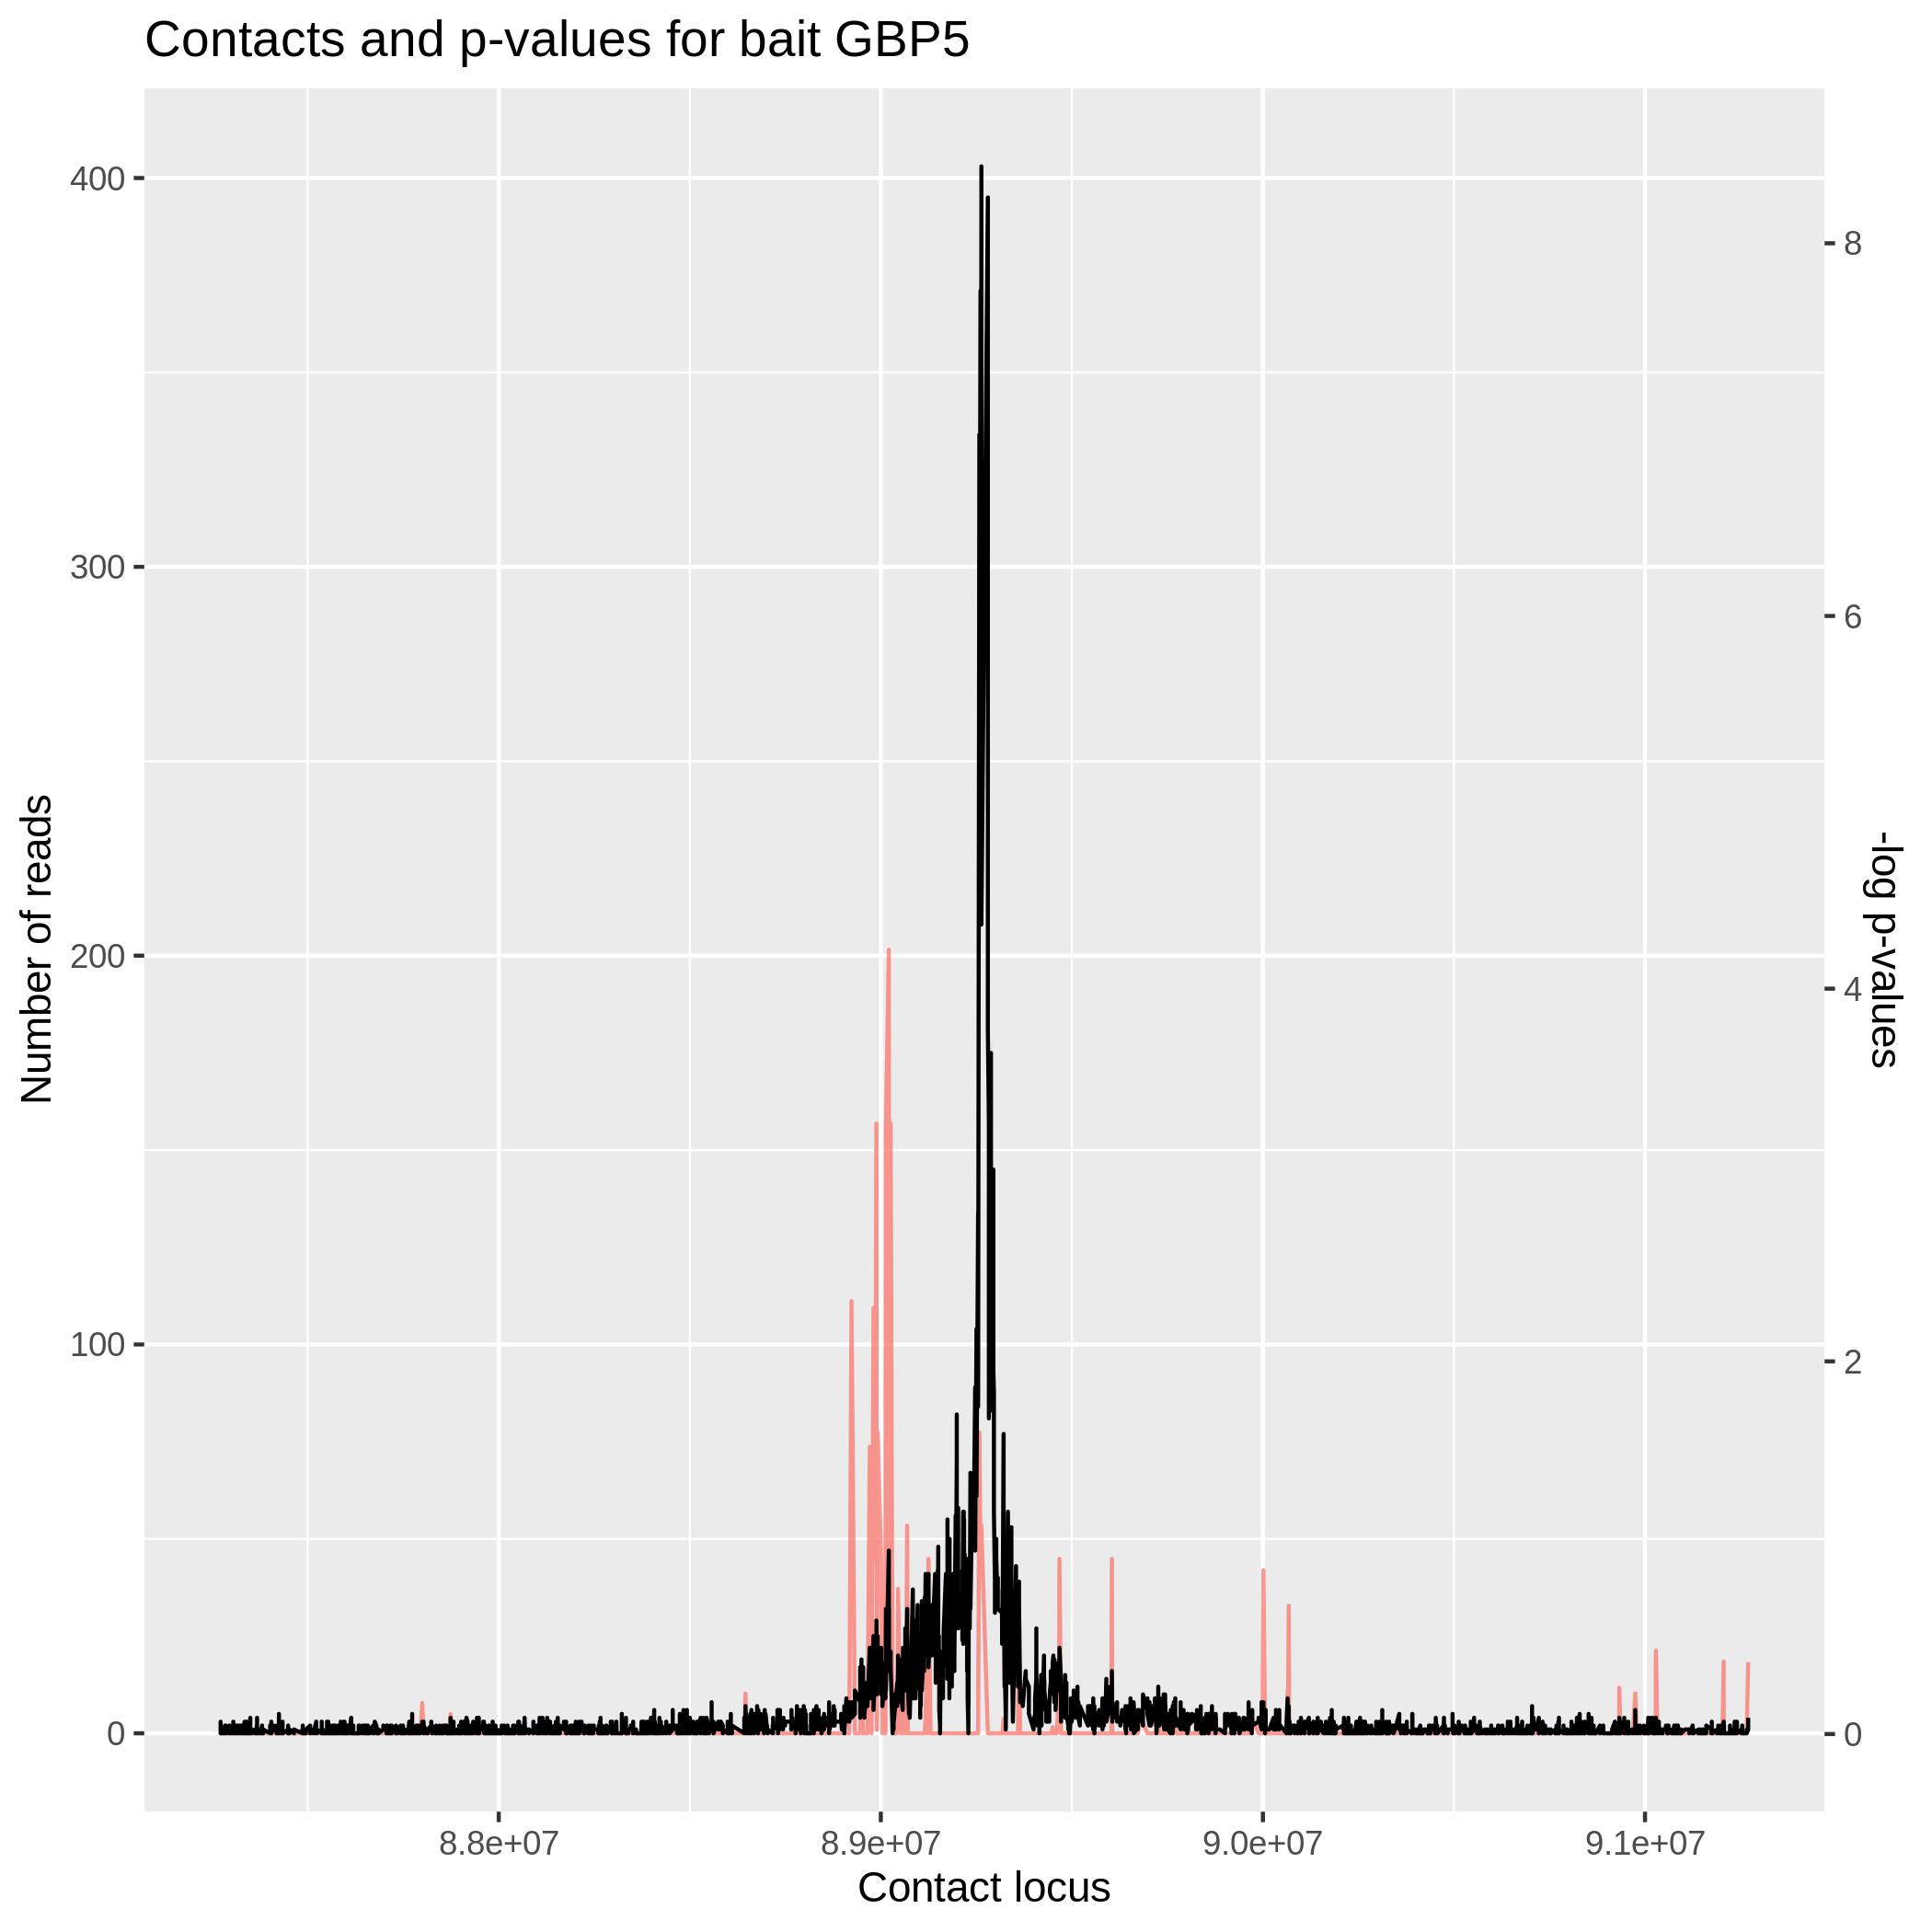 Contacts and p-values for bait GBP5
Number of reads
400
300
200
100
0
8
6
4
2
0
-log p-values
8.8e+07
8.9e+07
9.0e+07
9.1e+07
Contact locus